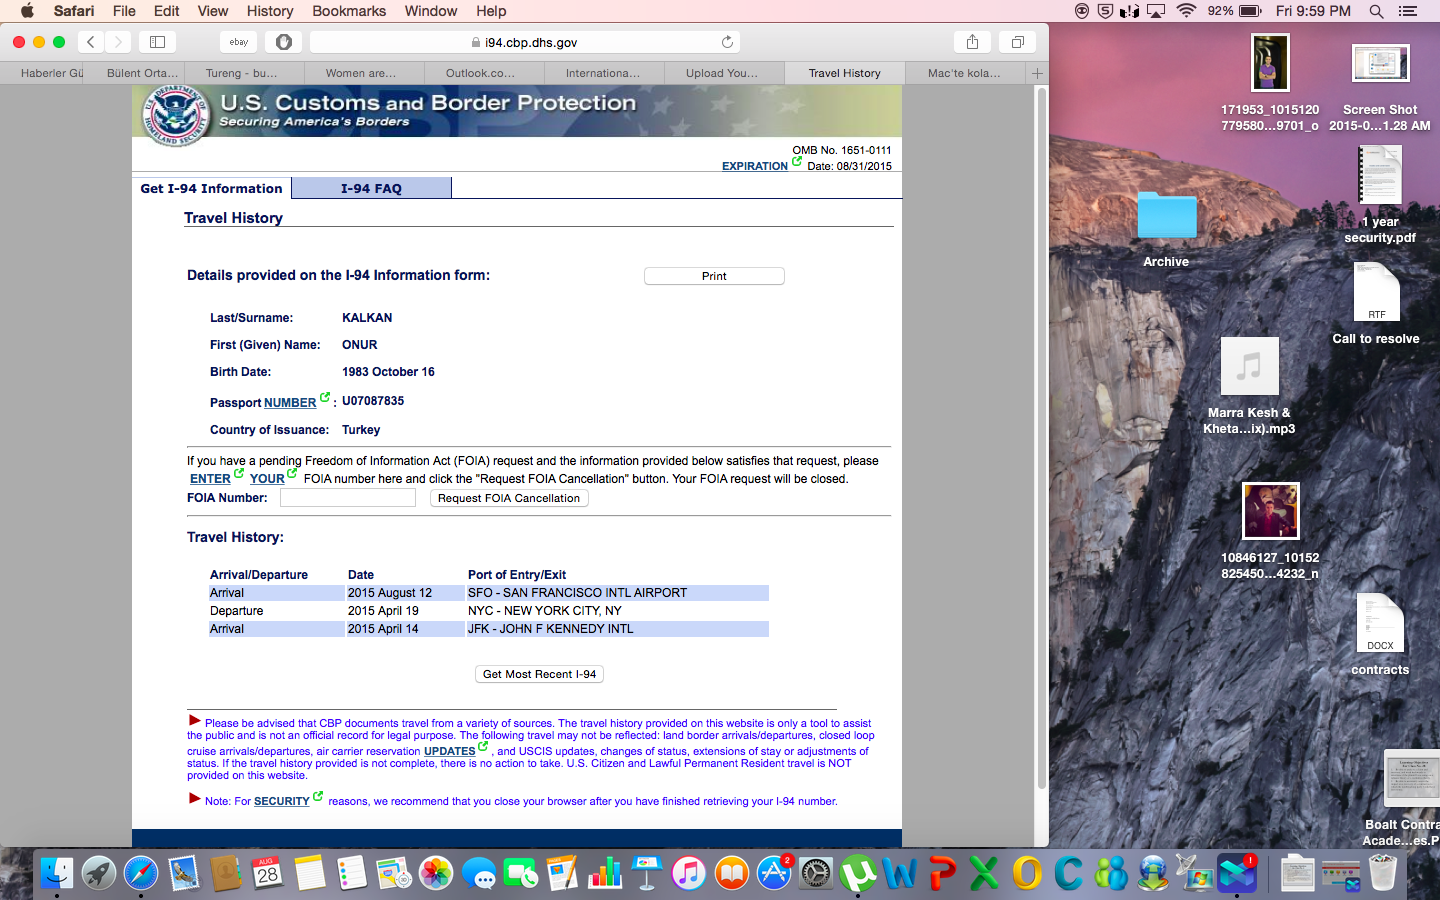 Safari File Edit View History Bookmarks Window Help 92% Fri 9:59 PM
ebay i94.cbp.dhs.gov
Haberler Gü Bülent Orta... Tureng - bu... Women are... Outlook.co... Internationa... Upload You... Travel History Mac'te kola...
U.S. Customs and Border Protection
Securing America's Borders
OMB No. 1651-0111
EXPIRATION Date: 08/31/2015
Get I-94 Information I-94 FAQ
Travel History
Details provided on the I-94 Information form: Print
Last/Surname: KALKAN
First (Given) Name: ONUR
Birth Date: 1983 October 16
Passport NUMBER : U07087835
Country of Issuance: Turkey
If you have a pending Freedom of Information Act (FOIA) request and the information provided below satisfies that request, please
ENTER YOUR FOIA number here and click the "Request FOIA Cancellation" button. Your FOIA request will be closed.
FOIA Number: Request FOIA Cancellation
Travel History:
Arrival/Departure Date Port of Entry/Exit
Arrival 2015 August 12 SFO - SAN FRANCISCO INTL AIRPORT
Departure 2015 April 19 NYC - NEW YORK CITY, NY
Arrival 2015 April 14 JFK - JOHN F KENNEDY INTL
Get Most Recent I-94
Please be advised that CBP documents travel from a variety of sources. The travel history provided on this website is only a tool to assist
the public and is not an official record for legal purpose. The following travel may not be reflected: land border arrivals/departures, closed loop
cruise arrivals/departures, air carrier reservation UPDATES , and USCIS updates, changes of status, extensions of stay or adjustments of
status. If the travel history provided is not complete, there is no action to take. U.S. Citizen and Lawful Permanent Resident travel is NOT
provided on this website.
Note: For SECURITY reasons, we recommend that you close your browser after you have finished retrieving your I-94 number.
171953_1015120
779580...9701_o
Screen Shot
2015-0...1.28 AM
Archive
1 year
security.pdf
RTF
Call to resolve
Marra Kesh &
Kheta...ix).mp3
10846127_10152
825450...4232_n
DOCX
contracts
Boalt Contra
Acade...es.P
AUG
28
2